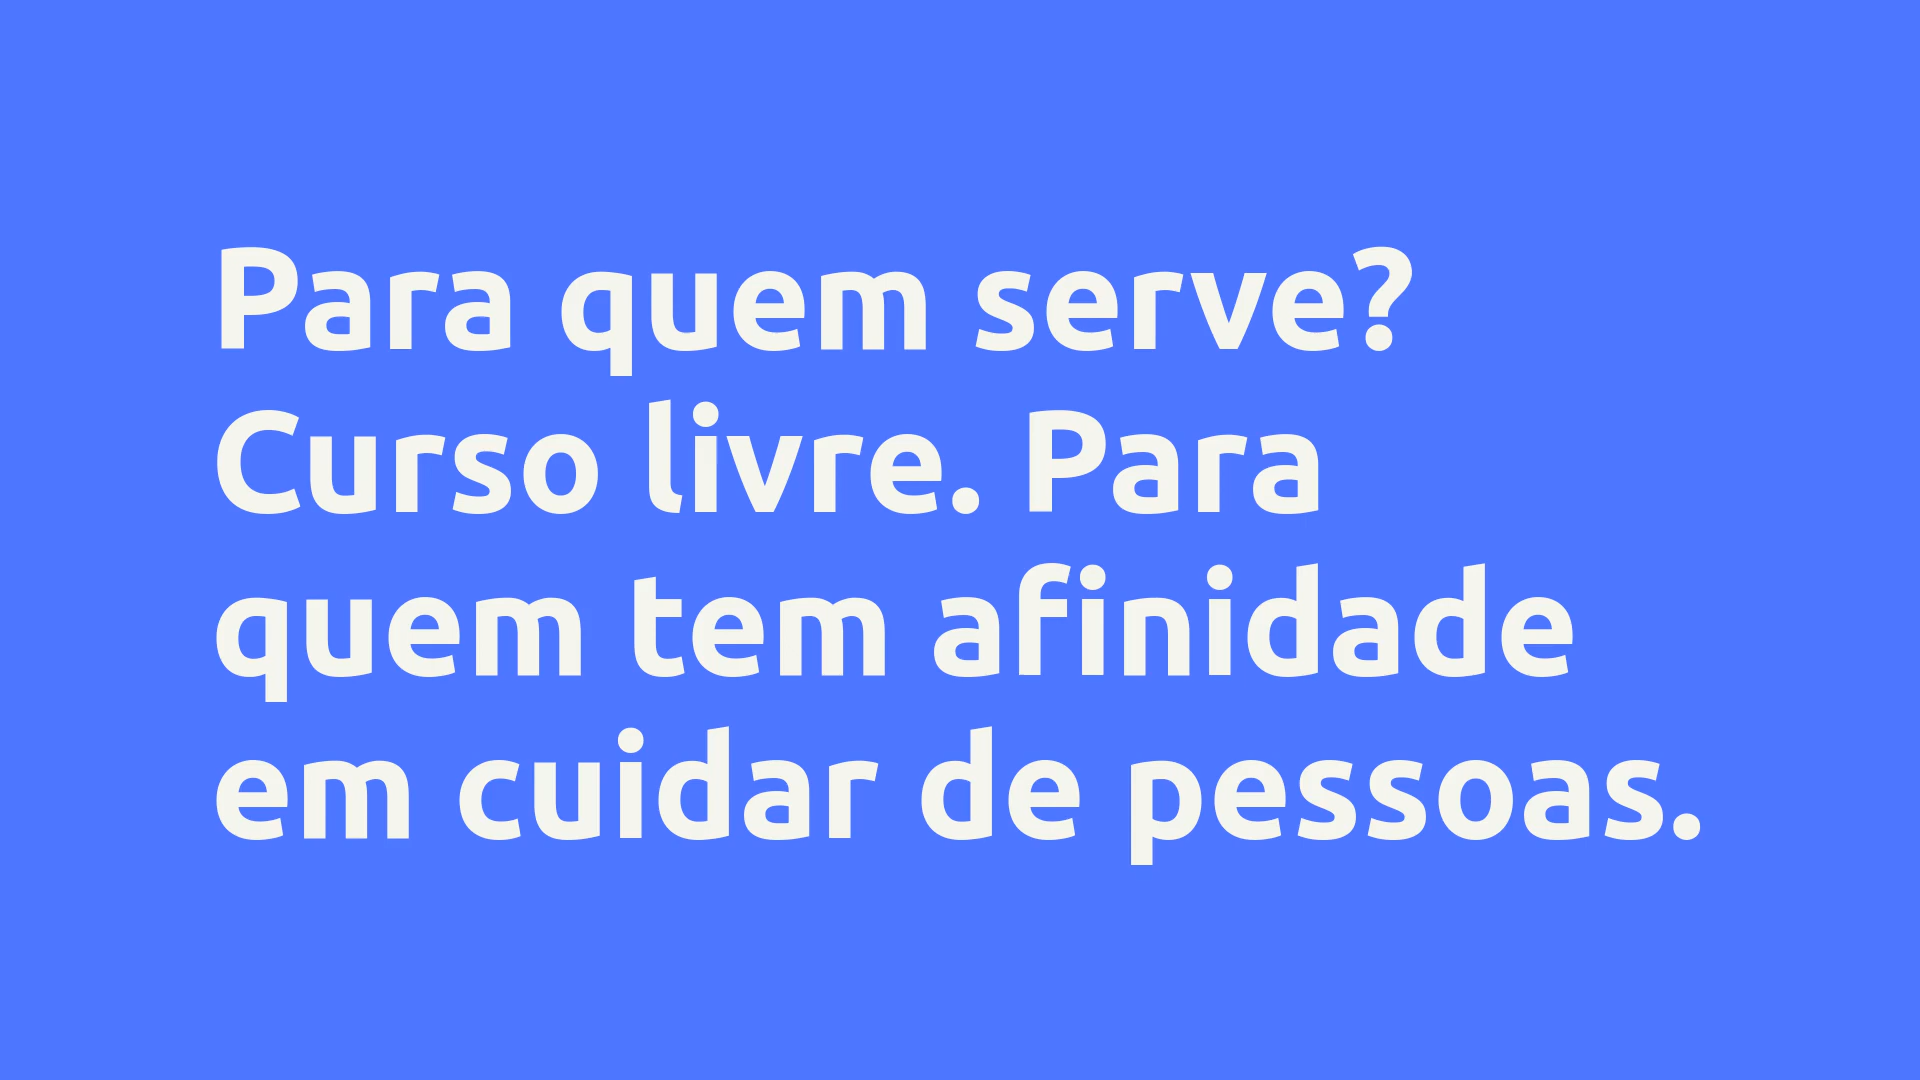 Para quem serve?
Curso livre. Para
quem tem afinidade
em cuidar de pessoas.